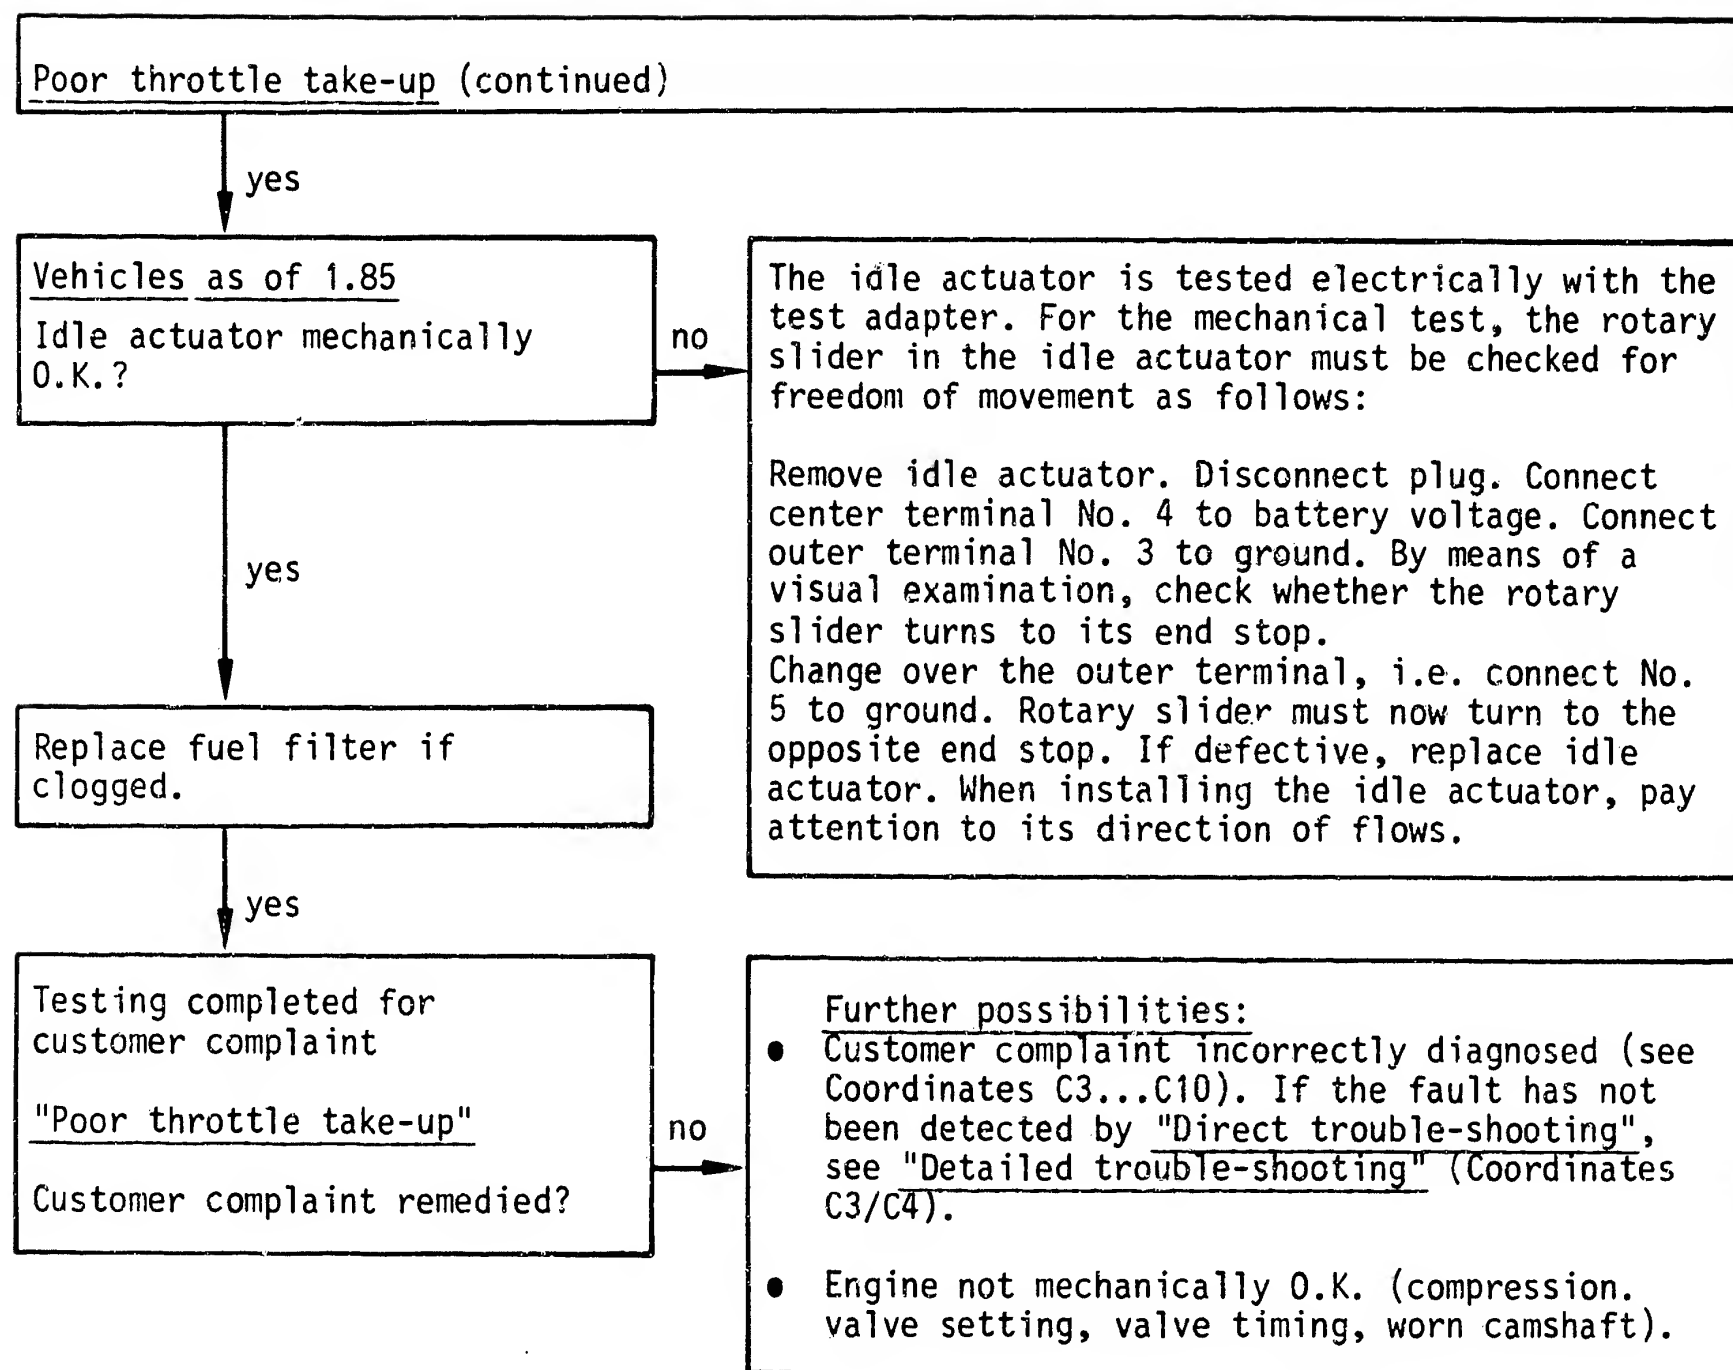 Poor throttle take-up (continued)
yes
Vehicles as of 1.85
Idle actuator mechanically
O.K.?
no
The idle actuator is tested electrically with the
test adapter. For the mechanical test, the rotary
slider in the idle actuator must be checked for
freedom of movement as follows:
Remove idle actuator. Disconnect plug. Connect
center terminal No. 4 to battery voltage. Connect
outer terminal No. 3 to ground. By means of a
visual examination, check whether the rotary
slider turns to its end stop.
Change over the outer terminal, i.e. connect No.
5 to ground. Rotary slider must now turn to the
opposite end stop. If defective, replace idle
actuator. When installing the idle actuator, pay
attention to its direction of flows.
yes
Replace fuel filter if
clogged.
yes
Testing completed for
customer complaint
"Poor throttle take-up"
Customer complaint remedied?
no
Further possibilities:
● Customer complaint incorrectly diagnosed (see
Coordinates C3...C10). If the fault has not
been detected by "Direct trouble-shooting",
see "Detailed trouble-shooting" (Coordinates
C3/C4).
● Engine not mechanically O.K. (compression.
valve setting, valve timing, worn camshaft).